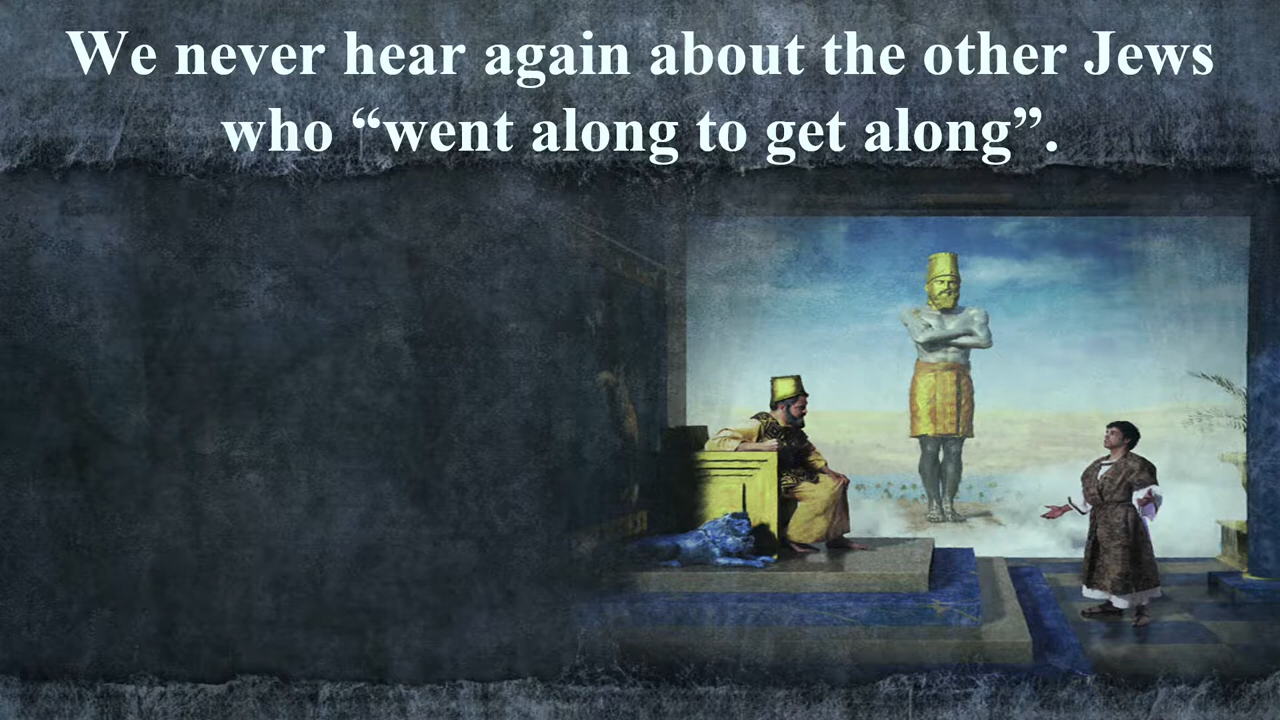 We never hear again about the other Jews
who “went along to get along”.